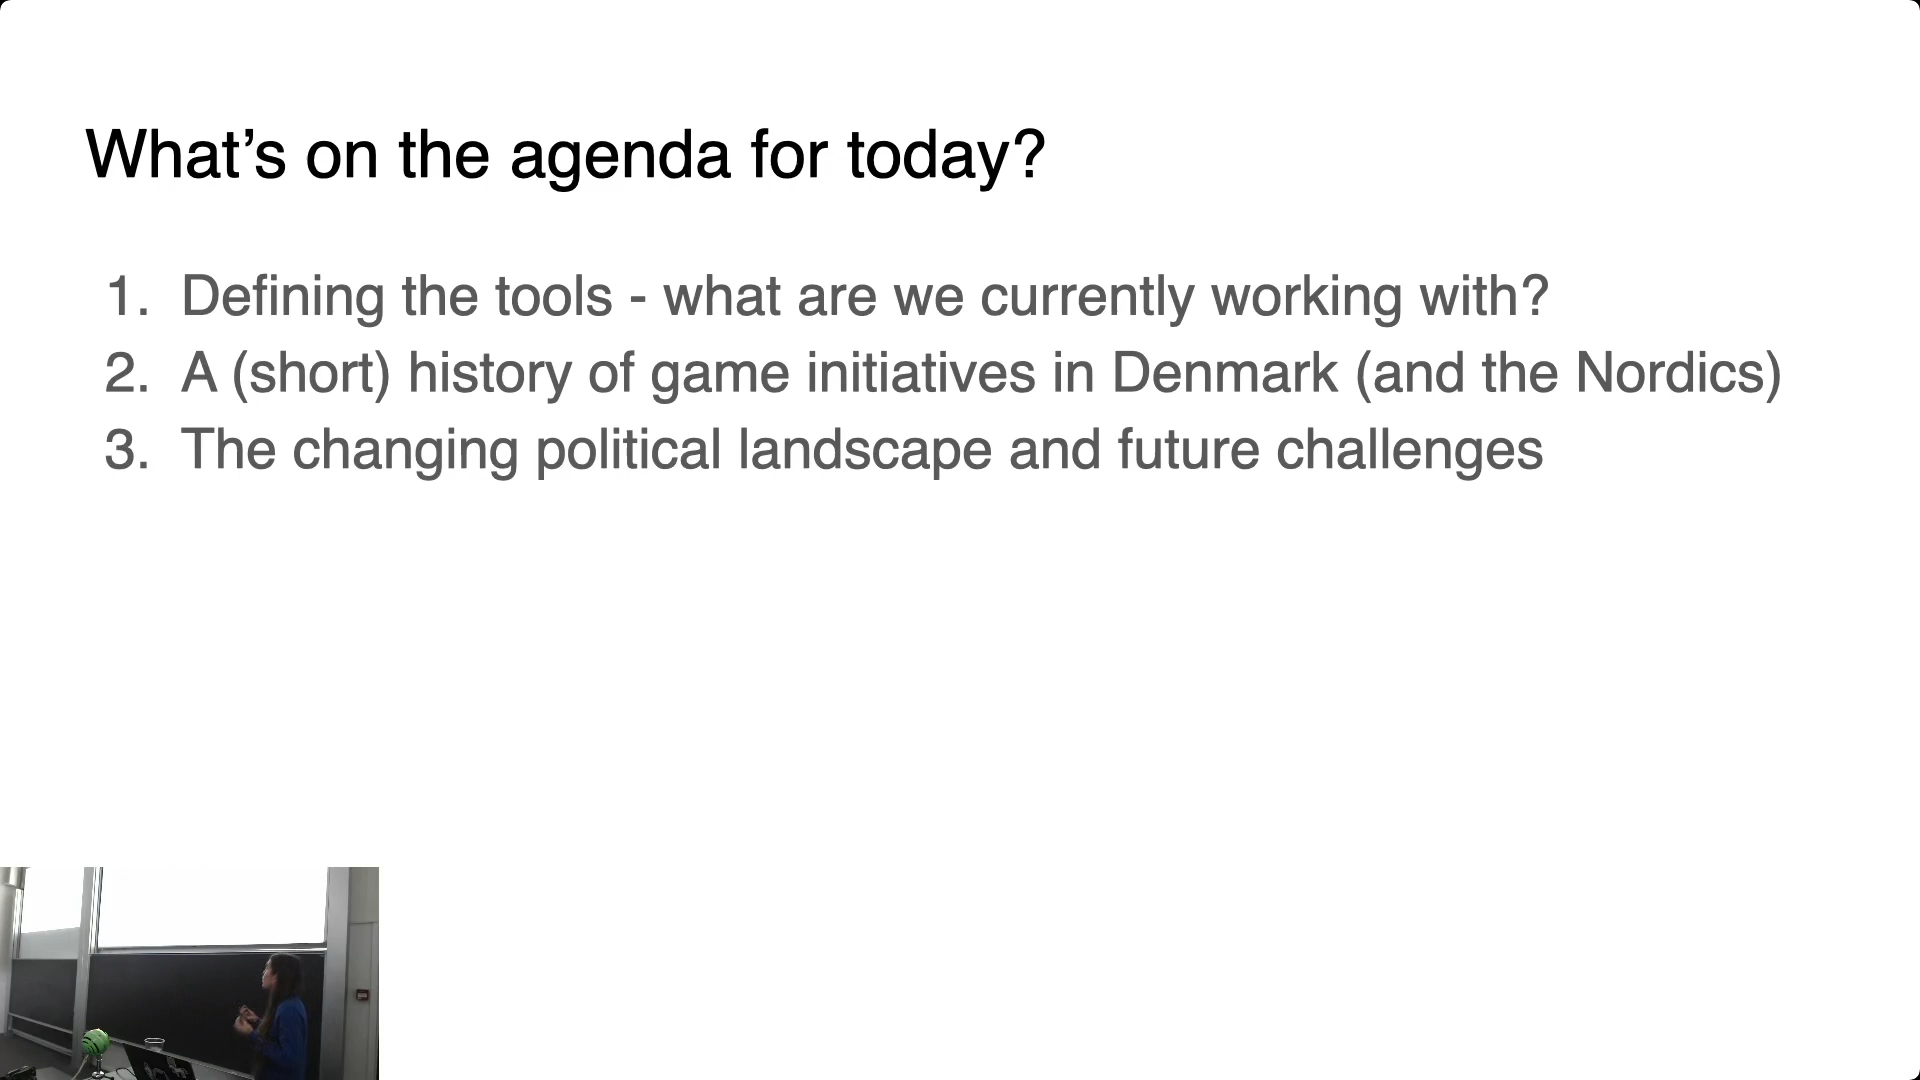 What’s on the agenda for today?
1. Defining the tools - what are we currently working with?
2. A (short) history of game initiatives in Denmark (and the Nordics)
3. The changing political landscape and future challenges